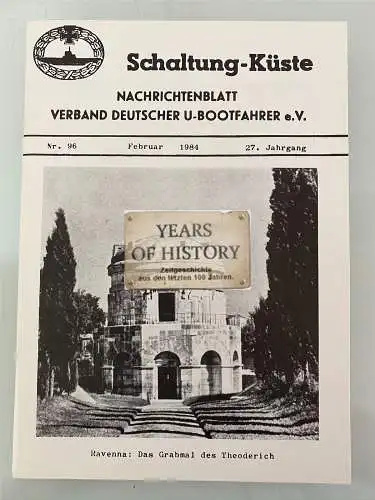 Schaltung-Küste
NACHRICHTENBLATT
VERBAND DEUTSCHER U-BOOTFAHRER e.V.
Nr. 96 Februar 1984 27. Jahrgang
YEARS
OF HISTORY
Zeitgeschichte
aus den letzten 100 Jahren.
Ravenna: Das Grabmal des Theoderich